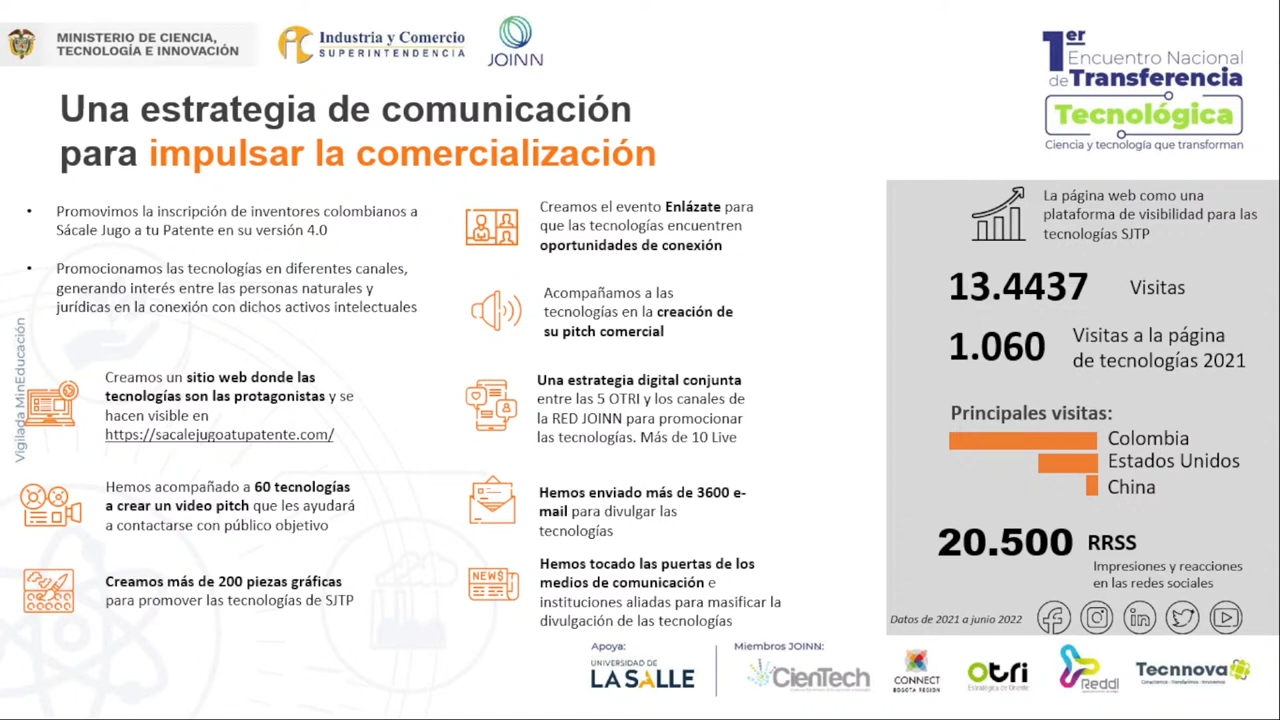 MINISTERIO DE CIENCIA,
TECNOLOGÍA E INNOVACIÓN
Industria y Comercio
SUPERINTENDENCIA
JOINN
1er
Encuentro Nacional
de Transferencia
Tecnológica
Ciencia y tecnología que transforman
Una estrategia de comunicación
para impulsar la comercialización
• Promovimos la inscripción de inventores colombianos a
Sácale Jugo a tu Patente en su versión 4.0
• Promocionamos las tecnologías en diferentes canales,
generando interés entre las personas naturales y
jurídicas en la conexión con dichos activos intelectuales
Vigilada MinEducación
Creamos un sitio web donde las
tecnologías son las protagonistas y se
hacen visible en
https://sacalejugoatupatente.com/
Hemos acompañado a 60 tecnologías
a crear un video pitch que les ayudará
a contactarse con público objetivo
Creamos más de 200 piezas gráficas
para promover las tecnologías de SJTP
Creamos el evento Enlázate para
que las tecnologías encuentren
oportunidades de conexión
Acompañamos a las
tecnologías en la creación de
su pitch comercial
Una estrategia digital conjunta
entre las 5 OTRI y los canales de
la RED JOINN para promocionar
las tecnologías. Más de 10 Live
Hemos enviado más de 3600 e-
mail para divulgar las
tecnologías
NEWS
Hemos tocado las puertas de los
medios de comunicación e
instituciones aliadas para masificar la
divulgación de las tecnologías
La página web como una
plataforma de visibilidad para las
tecnologías SJTP
13.4437 Visitas
1.060 Visitas a la página
de tecnologías 2021
Principales visitas:
Colombia
Estados Unidos
China
20.500 RRSS
Impresiones y reacciones
en las redes sociales
Datos de 2021 a junio 2022
Apoya:
UNIVERSIDAD DE
LA SALLE
Miembros JOINN:
CienTech
CONNECT
BOGOTÁ REGIÓN
otri
Estratégica de Oriente
Reddi
Tecnnova